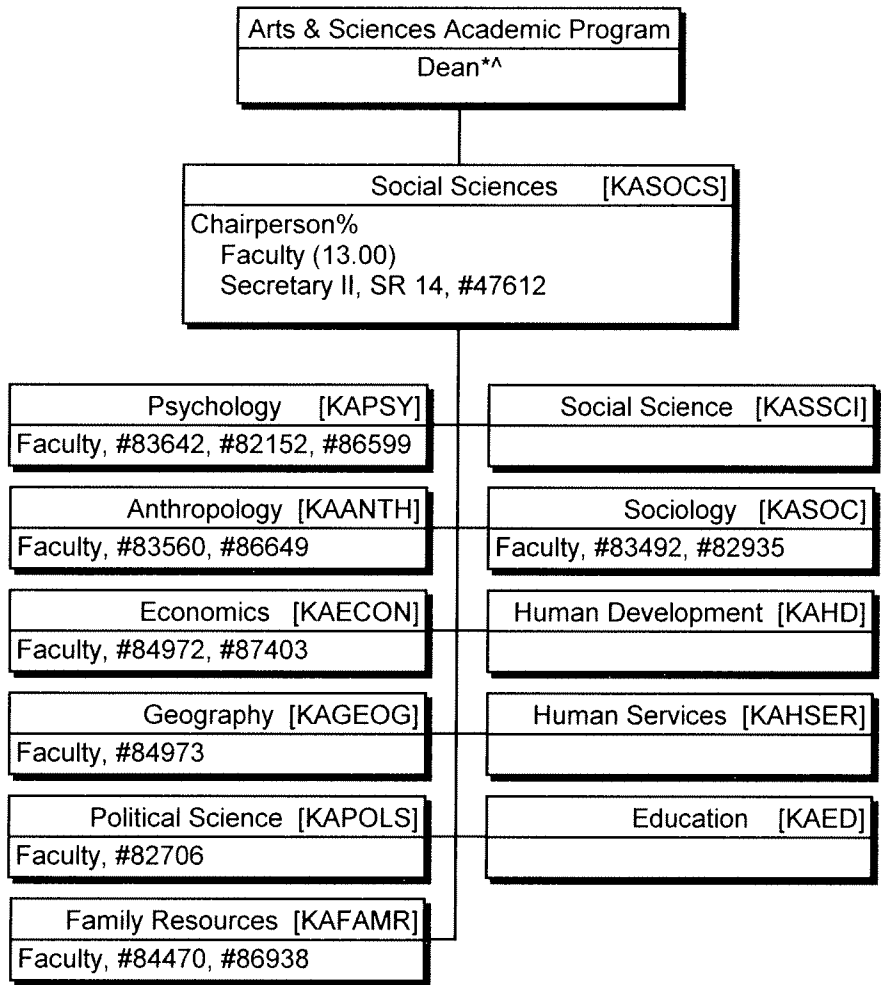 Arts & Sciences Academic Program
Dean*^
Social Sciences [KASOCS]
Chairperson%
Faculty (13.00)
Secretary II, SR 14, #47612
Psychology [KAPSY]
Faculty, #83642, #82152, #86599
Social Science [KASSCI]
Anthropology [KAANTH]
Faculty, #83560, #86649
Sociology [KASOC]
Faculty, #83492, #82935
Economics [KAECON]
Faculty, #84972, #87403
Human Development [KAHD]
Geography [KAGEOG]
Faculty, #84973
Human Services [KAHSER]
Political Science [KAPOLS]
Faculty, #82706
Education [KAED]
Family Resources [KAFAMR]
Faculty, #84470, #86938